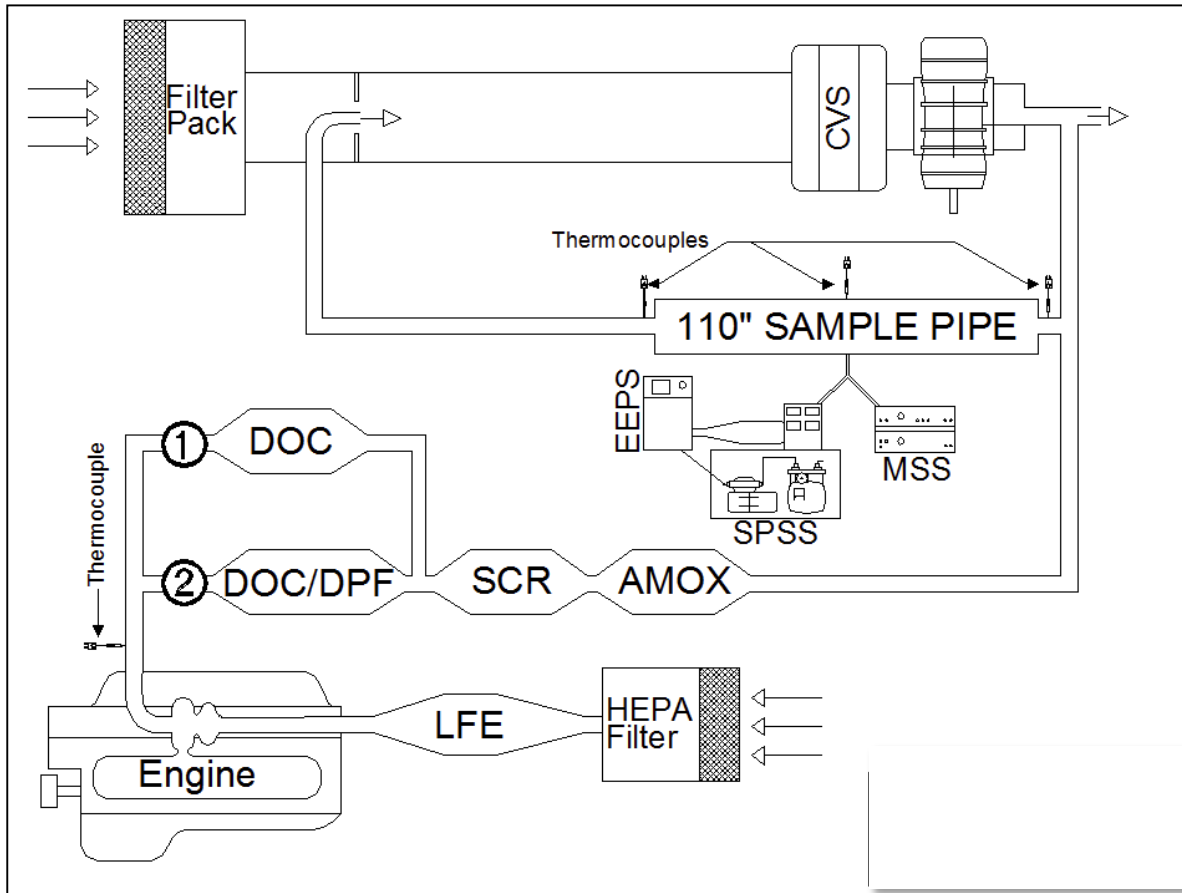 Filter
Pack
CVS
Thermocouples
110" SAMPLE PIPE
EEPS
MSS
SPSS
1
DOC
Thermocouple
2
DOC/DPF
SCR
AMOX
HEPA
Filter
LFE
Engine